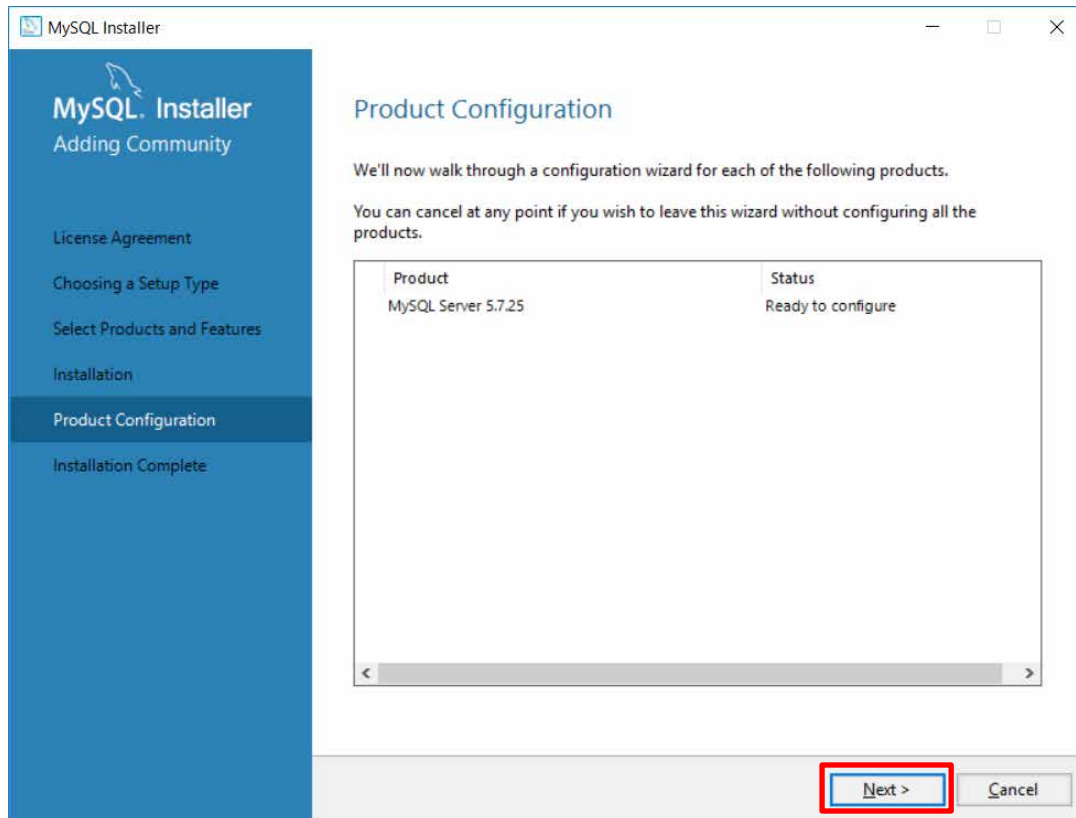 MySQL Installer
MySQL. Installer
Adding Community
License Agreement
Choosing a Setup Type
Select Products and Features
Installation
Product Configuration
Installation Complete
Product Configuration
We'll now walk through a configuration wizard for each of the following products.
You can cancel at any point if you wish to leave this wizard without configuring all the
products.
Product Status
MySQL Server 5.7.25 Ready to configure
Next > Cancel